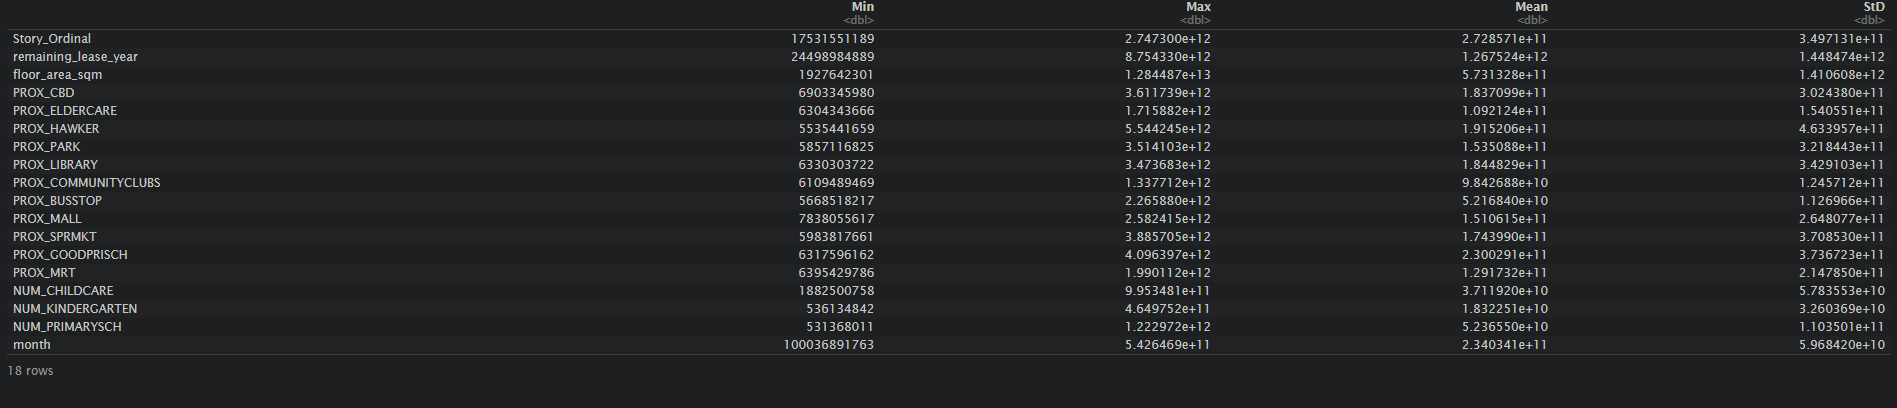 Min Max Mean StD
<dbl> <dbl> <dbl> <dbl>
Story_Ordinal 17531551189 2.747300e+12 2.728571e+11 3.497131e+11
remaining_lease_year 24498984889 8.754330e+12 1.267524e+12 1.448474e+12
floor_area_sqm 1927642301 1.284487e+13 5.731328e+11 1.410608e+12
PROX_CBD 6903345980 3.611739e+12 1.837099e+11 3.024380e+11
PROX_ELDERCARE 6304343666 1.715882e+12 1.092124e+11 1.540551e+11
PROX_HAWKER 5535441659 5.544245e+12 1.915206e+11 4.633957e+11
PROX_PARK 5857116825 3.514103e+12 1.535088e+11 3.218443e+11
PROX_LIBRARY 6330303722 3.473683e+12 1.844829e+11 3.429103e+11
PROX_COMMUNITYCLUBS 6109489469 1.337712e+12 9.842688e+10 1.245712e+11
PROX_BUSSTOP 5668518217 2.265880e+12 5.216840e+10 1.126966e+11
PROX_MALL 7838055617 2.582415e+12 1.510615e+11 2.648077e+11
PROX_SPRMKT 5983817661 3.885705e+12 1.743990e+11 3.708530e+11
PROX_GOODPRISCH 6317596162 4.096397e+12 2.300291e+11 3.736723e+11
PROX_MRT 6395429786 1.990112e+12 1.291732e+11 2.147850e+11
NUM_CHILDCARE 1882500758 9.953481e+11 3.711920e+10 5.783553e+10
NUM_KINDERGARTEN 536134842 4.649752e+11 1.832251e+10 3.260369e+10
NUM_PRIMARYSCH 531368011 1.222972e+12 5.236550e+10 1.103501e+11
month 100036891763 5.426469e+11 2.340341e+11 5.968420e+10
18 rows